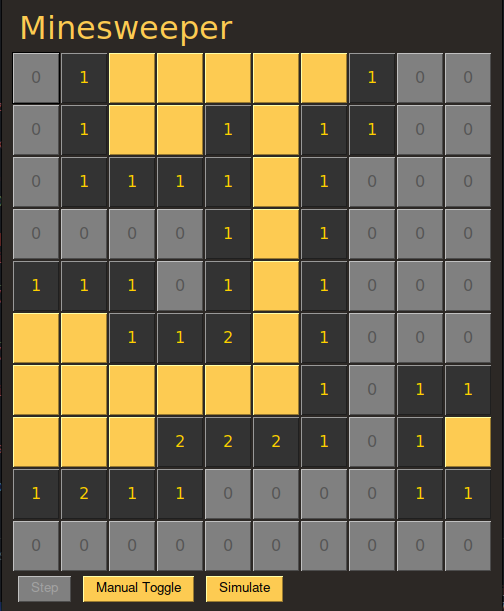 Minesweeper
0 1 1 0 0
0 1 1 1 1 0 0
0 1 1 1 1 1 0 0 0
0 0 0 0 1 1 0 0 0
1 1 1 0 1 1 0 0 0
1 1 2 1 0 0 0
1 0 1 1
2 2 2 1 0 1
1 2 1 1 0 0 0 0 1 1
0 0 0 0 0 0 0 0 0 0
Step Manual Toggle Simulate